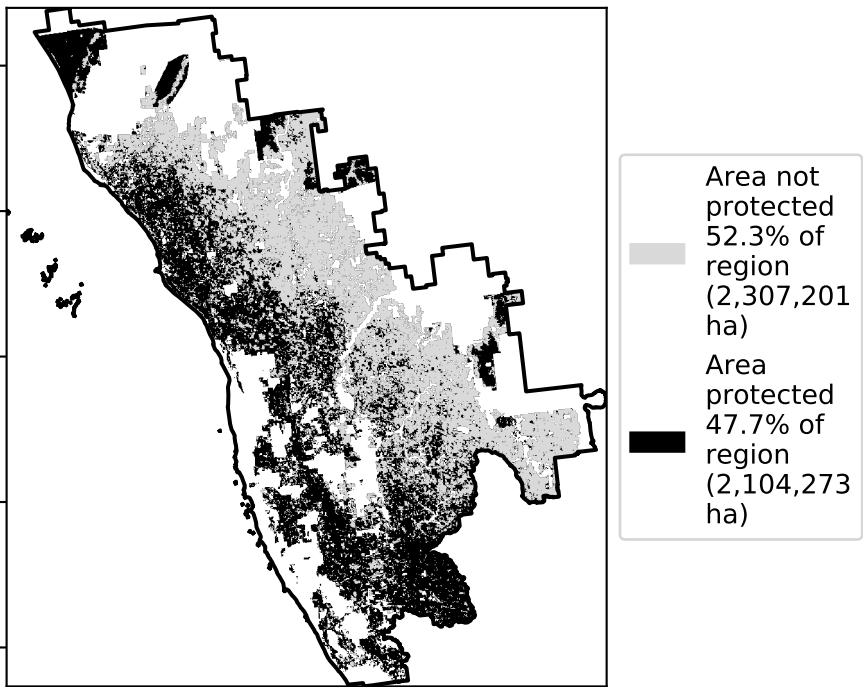 Area not
protected
52.3% of
region
(2,307,201
ha)
Area
protected
47.7% of
region
(2,104,273
ha)